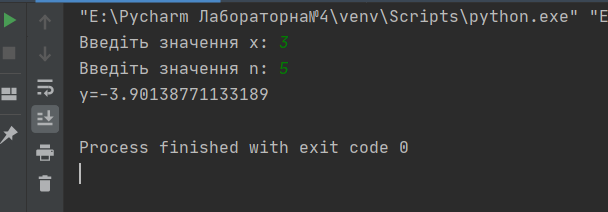 "E:\Pycharm Лабораторна№4\venv\Scripts\python.exe" "E
Введіть значення x: 3
Введіть значення n: 5
y=-3.90138771133189
Process finished with exit code 0